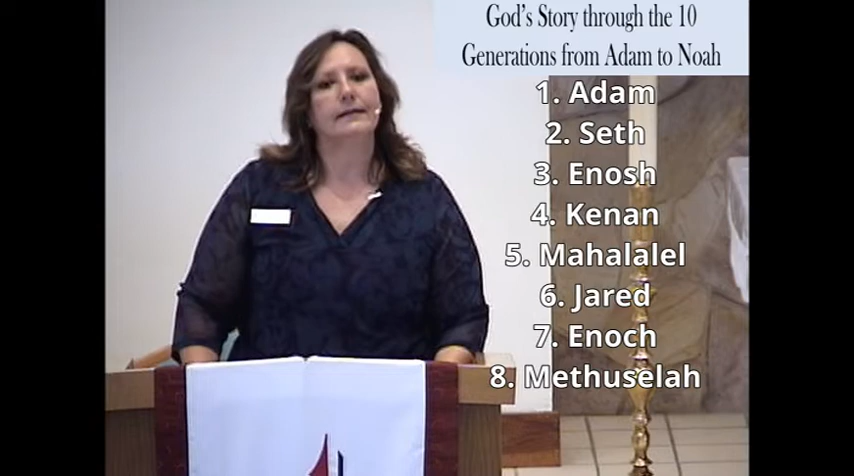 God's Story through the 10
Generations from Adam to Noah
1. Adam
2. Seth
3. Enosh
4. Kenan
5. Mahalalel
6. Jared
7. Enoch
8. Methuselah